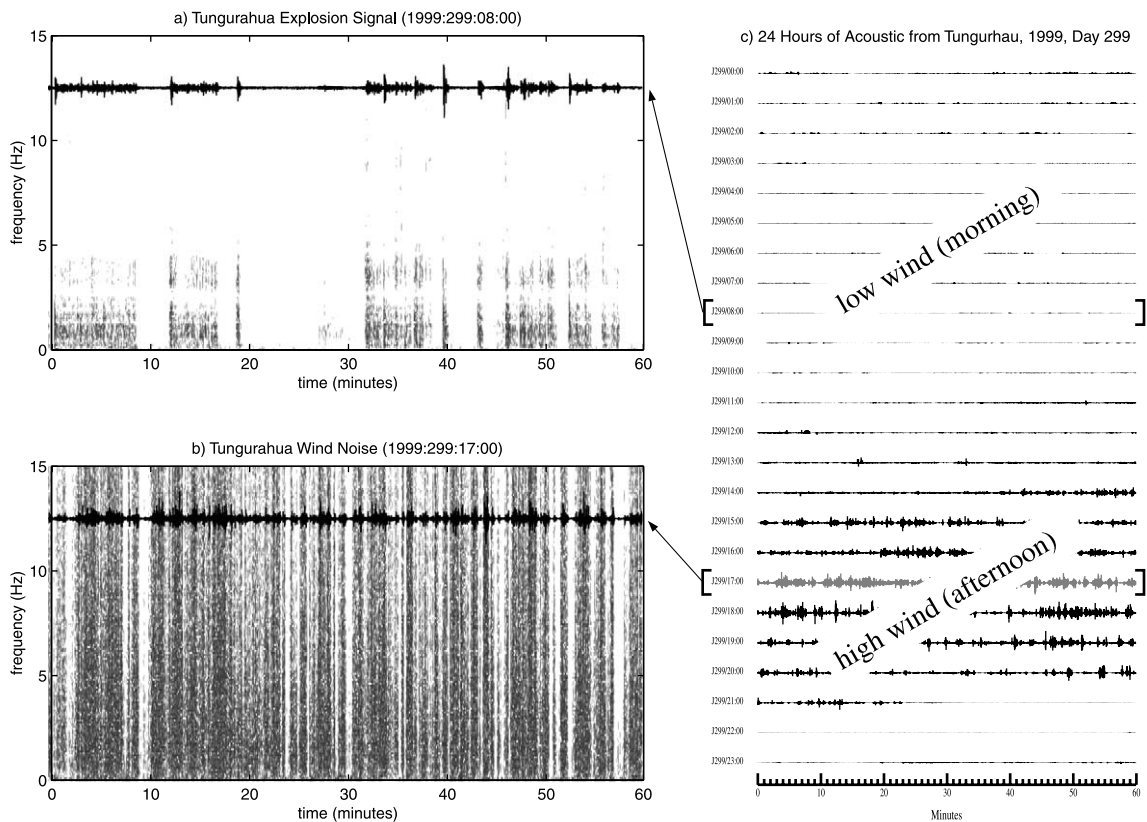 a) Tungurahua Explosion Signal (1999:299:08:00)
15
10
5
0
frequency (Hz)
0 10 20 30 40 50 60
time (minutes)
b) Tungurahua Wind Noise (1999:299:17:00)
15
10
5
0
frequency (Hz)
0 10 20 30 40 50 60
time (minutes)
c) 24 Hours of Acoustic from Tungurhau, 1999, Day 299
J299/00:00
J299/01:00
J299/02:00
J299/03:00
J299/04:00
J299/05:00
J299/06:00
J299/07:00
J299/08:00
J299/09:00
J299/10:00
J299/11:00
J299/12:00
J299/13:00
J299/14:00
J299/15:00
J299/16:00
J299/17:00
J299/18:00
J299/19:00
J299/20:00
J299/21:00
J299/22:00
J299/23:00
low wind (morning)
high wind (afternoon)
0 10 20 30 40 50 60
Minutes